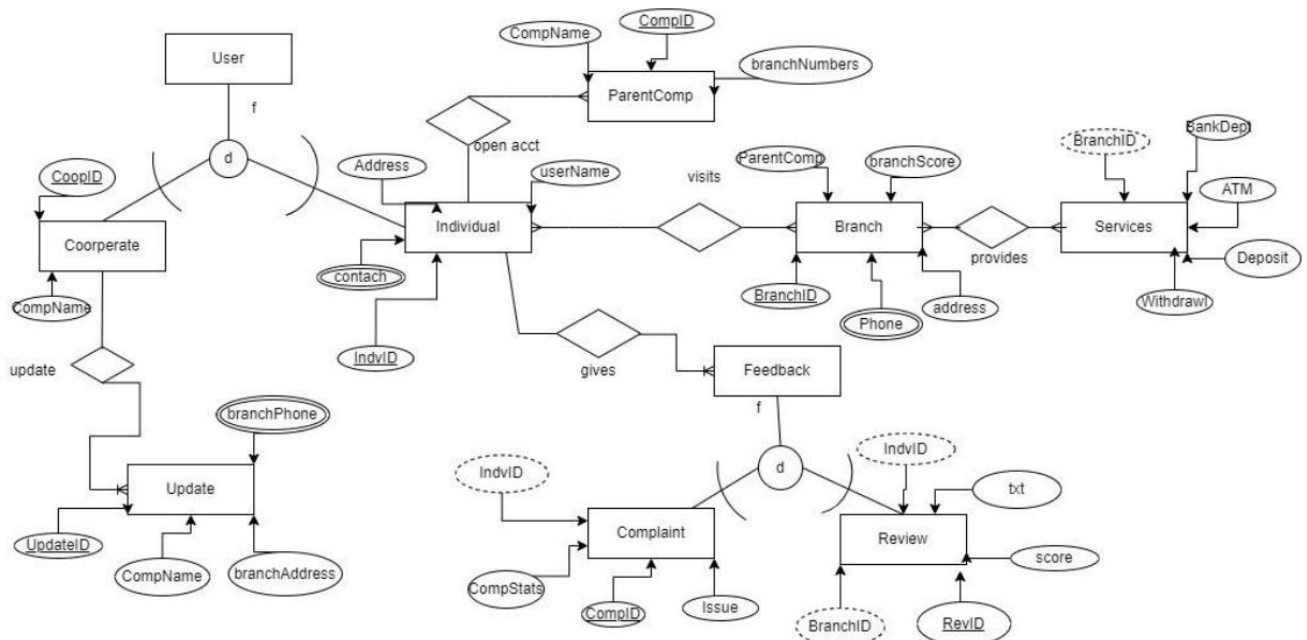 CompID
CompName
User
branchNumbers
ParentComp
f
open acct
BankDept
BranchID
ParentComp
branchScore
d
Address
userName
visits
CoopID
ATM
Coorperate
Individual
Branch
Services
provides
Deposit
contach
CompName
BranchID
address
Withdrawl
Phone
IndvID
update
gives
Feedback
branchPhone
f
IndvID
IndvID
d
txt
Update
Complaint
Review
UpdateID
score
CompName
branchAddress
CompStats
CompID
Issue
BranchID
RevID